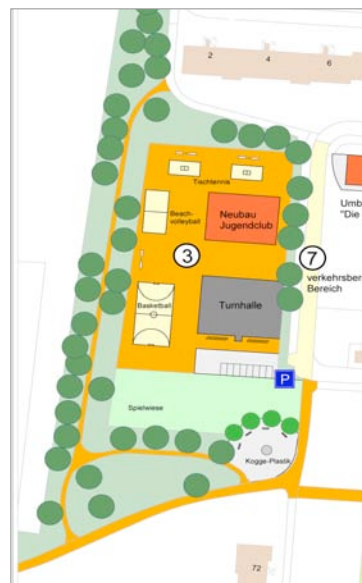 2
4
6
Tischtennis
Umb
"Die
Beach-
volleyball
Neubau
Jugendclub
3
7
verkehrsber
Bereich
Basketball
Turnhalle
P
Spielwiese
Kogge-Plastik
72